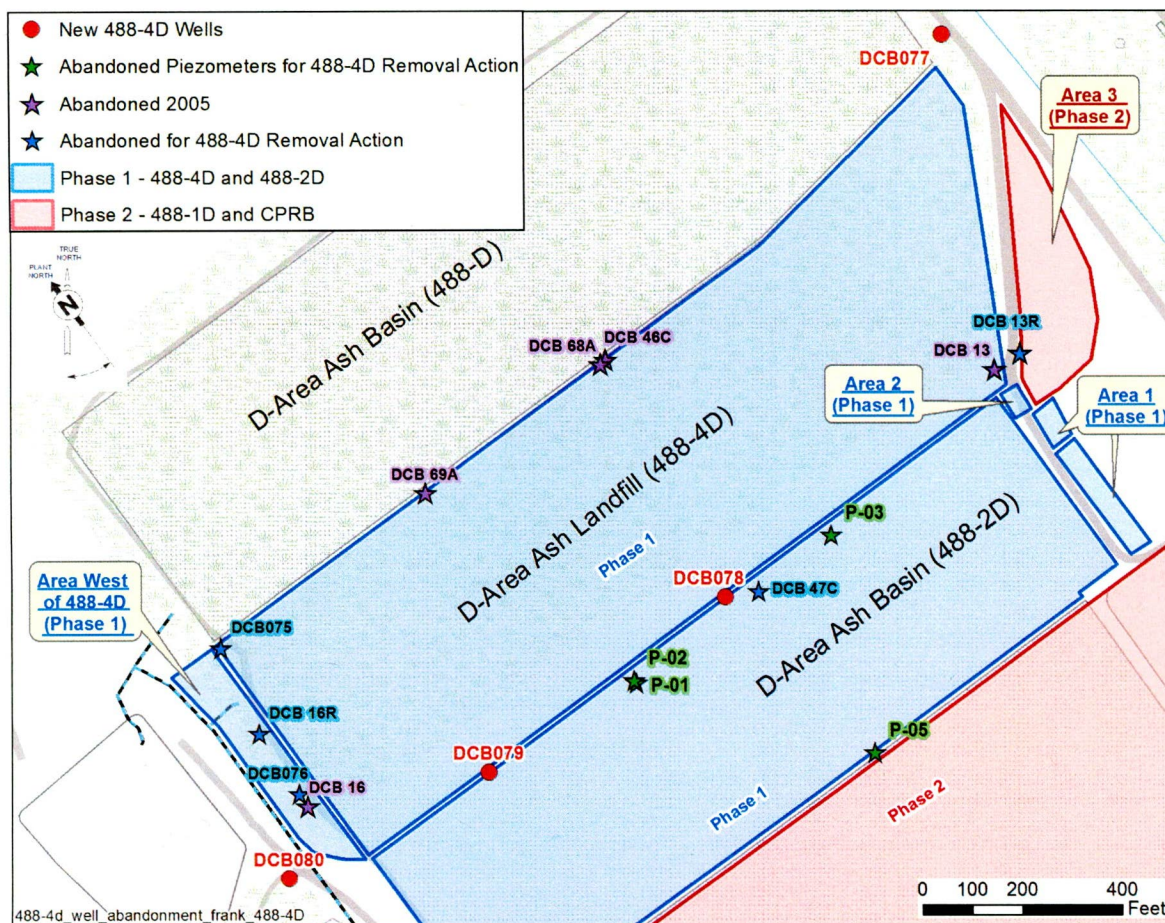 New 488-4D Wells
Abandoned Piezometers for 488-4D Removal Action
Abandoned 2005
Abandoned for 488-4D Removal Action
Phase 1 - 488-4D and 488-2D
Phase 2 - 488-1D and CPRB
TRUE
NORTH
PLANT
NORTH
N
DCB077
Area 3
(Phase 2)
D-Area Ash Basin (488-D)
DCB 68A
DCB 46C
DCB 13R
DCB 13
Area 2
(Phase 1)
Area 1
(Phase 1)
DCB 69A
D-Area Ash Landfill (488-4D)
Phase 1
P-03
DCB078
DCB 47C
D-Area Ash Basin (488-2D)
Area West
of 488-4D
(Phase 1)
DCB075
P-02
P-01
DCB 16R
DCB079
P-05
DCB076
DCB 16
Phase 1
Phase 2
DCB080
0 100 200 400
Feet
488-4d_well_abandonment_frank_488-4D